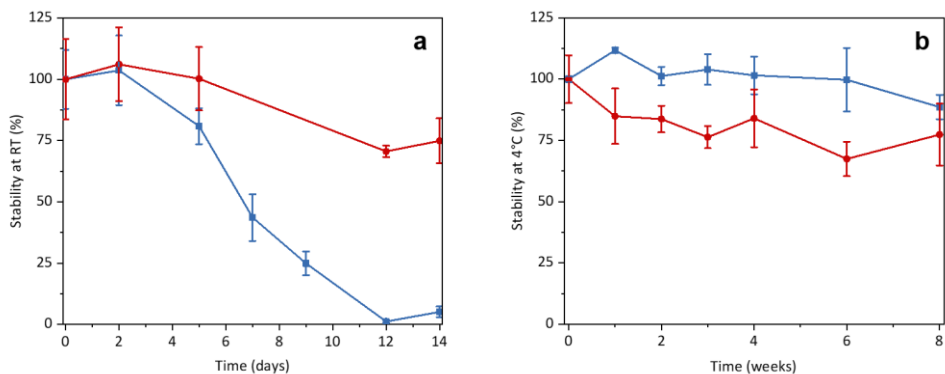 a
Stability at RT (%)
125
100
75
50
25
0
0 2 4 6 8 10 12 14
Time (days)
b
Stability at 4°C (%)
125
100
75
50
25
0
0 2 4 6 8
Time (weeks)